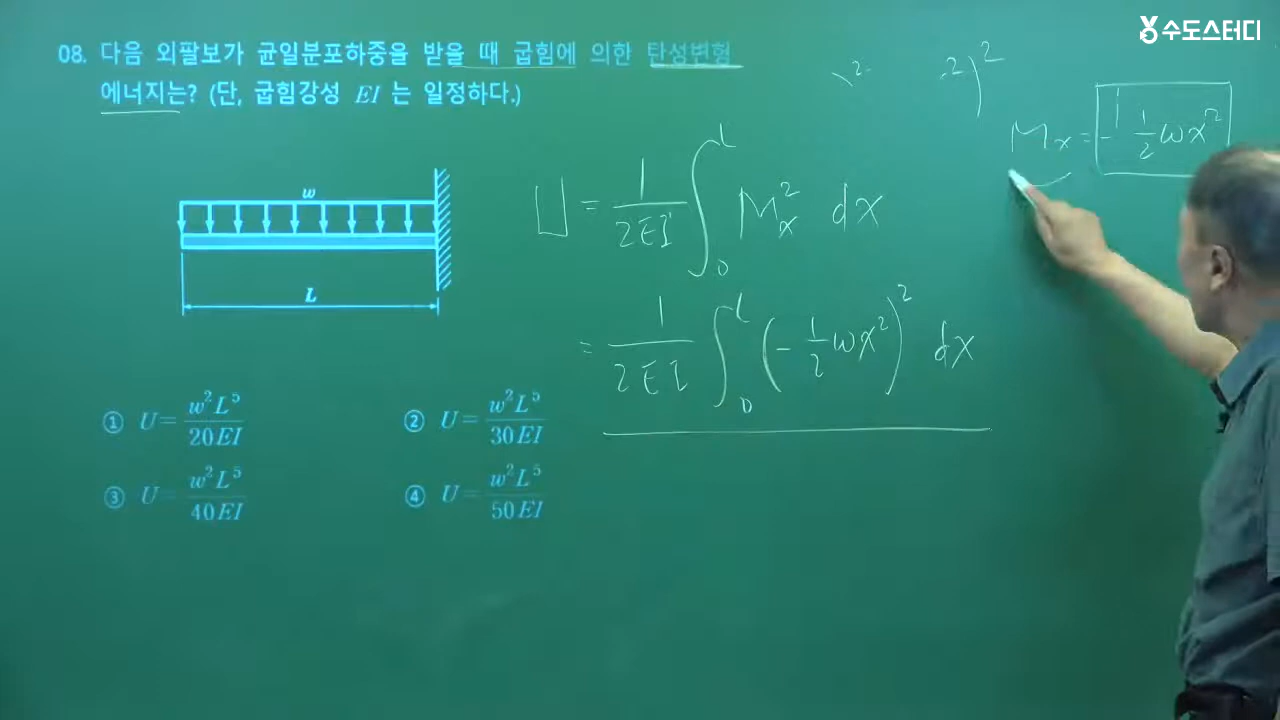 수도스터디
08. 다음 외팔보가 균일분포하중을 받을 때 굽힘에 의한 탄성변형
에너지는? (단, 굽힘강성 EI 는 일정하다.)
w
L
① U = w²L⁵ / 20EI
② U = w²L⁵ / 30EI
③ U = w²L⁵ / 40EI
④ U = w²L⁵ / 50EI
Mx = - 1/2 wx²
U = 1/2EI ∫₀ᴸ Mx² dx
= 1/2EI ∫₀ᴸ (- 1/2 wx²)² dx